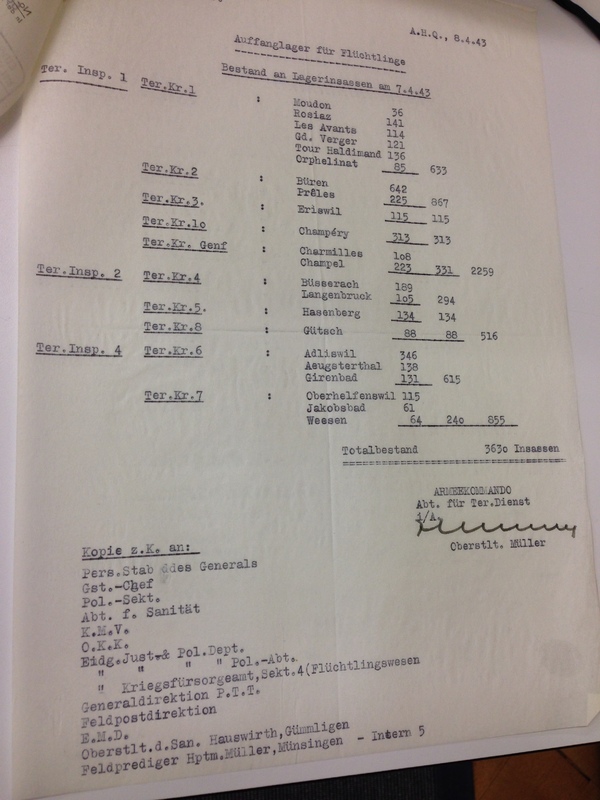 A.H.Q., 8.4.43
Auffanglager für Flüchtlinge
Bestand an Lagerinsassen am 7.4.43
Ter. Insp. 1 Ter.Kr.1 :
Moudon 36
Rosiaz 141
Les Avants 114
Gd. Verger 121
Tour Haldimand 136
Orphelinat 85 633
Ter.Kr.2 : Büren 642
Prêles 225 867
Ter.Kr.3. : Eriswil 115 115
Ter.Kr.1o : Champéry 313 313
Ter.Kr. Genf : Charmilles 1o8
Champel 223 331 2259
Ter.Insp. 2 Ter.Kr.4 : Büsserach 189
Langenbruck 1o5 294
Ter.Kr.5. : Hasenberg 134 134
Ter.Kr.8 : Gütsch 88 88 516
Ter.Insp. 4 Ter.Kr.6 : Adliswil 346
Aeugsterthal 138
Girenbad 131 615
Ter.Kr.7 : Oberhelfenswil 115
Jakobsbad 61
Weesen 64 24o 855
Totalbestand 363o Insassen
ARMEEKOMMANDO
Abt. für Ter.Dienst
i/A.
Oberstlt. Müller
Kopie z.K. an:
Pers.Stab ddes Generals
Gst.-Chef
Pol.-Sekt.
Abt. f. Sanität
K.M.V.
O.K.K.
Eidg.Just.& Pol.Dept.
" " " " Pol.-Abt.
" Kriegsfürsorgeamt,Sekt.4(Flüchtlingswesen
Generaldirektion P.T.T.
Feldpostdirektion
E.M.D.
Oberstlt.d.San. Hauswirth,Gümmligen
Feldprediger Hptm.Müller,Münsingen - Intern 5